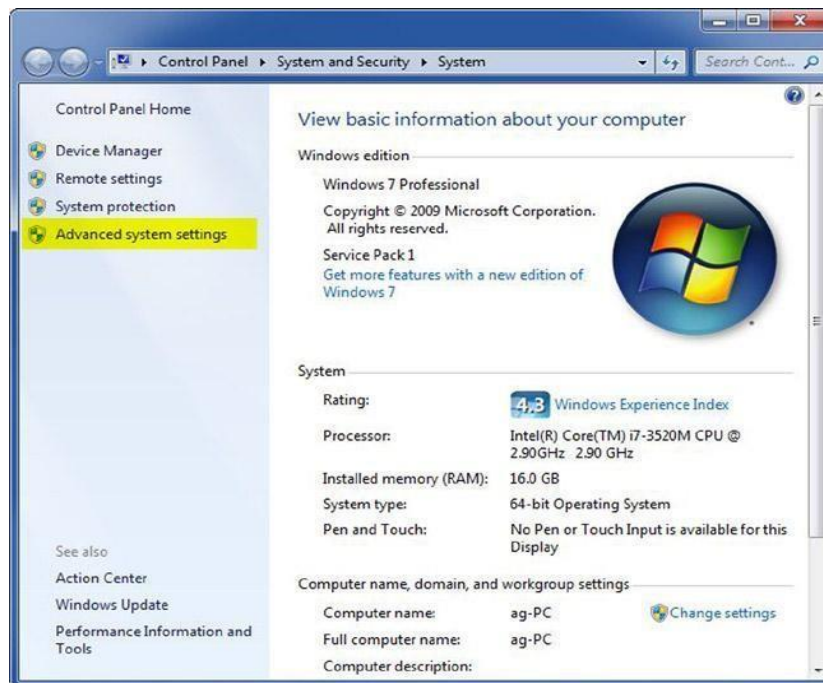 Control Panel ▸ System and Security ▸ System
Search Cont...
Control Panel Home
Device Manager
Remote settings
System protection
Advanced system settings
See also
Action Center
Windows Update
Performance Information and
Tools
View basic information about your computer
Windows edition
Windows 7 Professional
Copyright © 2009 Microsoft Corporation.
All rights reserved.
Service Pack 1
Get more features with a new edition of
Windows 7
System
Rating:
4.3 Windows Experience Index
Processor:
Intel(R) Core(TM) i7-3520M CPU @
2.90GHz 2.90 GHz
Installed memory (RAM):
16.0 GB
System type:
64-bit Operating System
Pen and Touch:
No Pen or Touch Input is available for this
Display
Computer name, domain, and workgroup settings
Computer name:
ag-PC
Change settings
Full computer name:
ag-PC
Computer description: